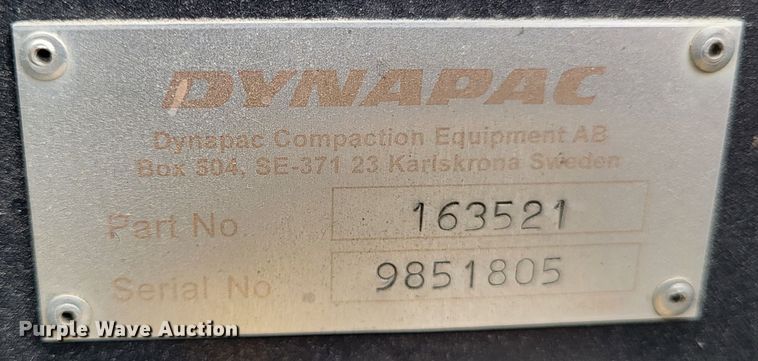 DYNAPAC
Dynapac Compaction Equipment AB
Box 504, SE-371 23 Karlskrona Sweden
Part No 163521
Serial No 9851805
Purple Wave Auction